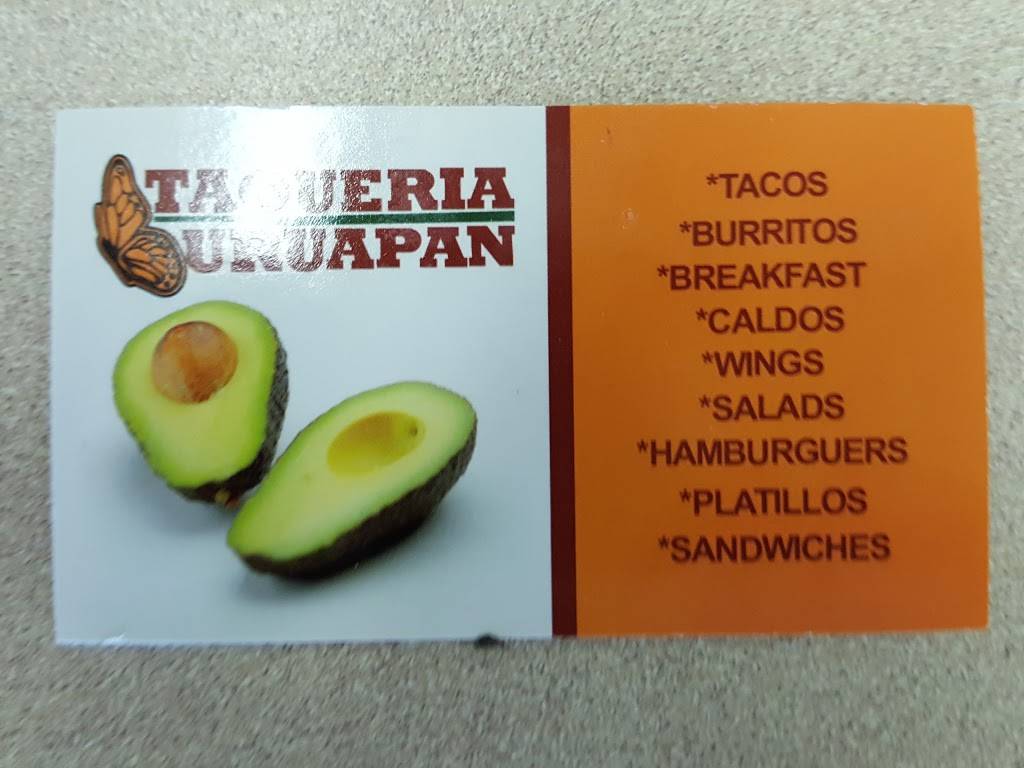 TAQUERIA
URUAPAN
*TACOS
*BURRITOS
*BREAKFAST
*CALDOS
*WINGS
*SALADS
*HAMBURGUERS
*PLATILLOS
*SANDWICHES